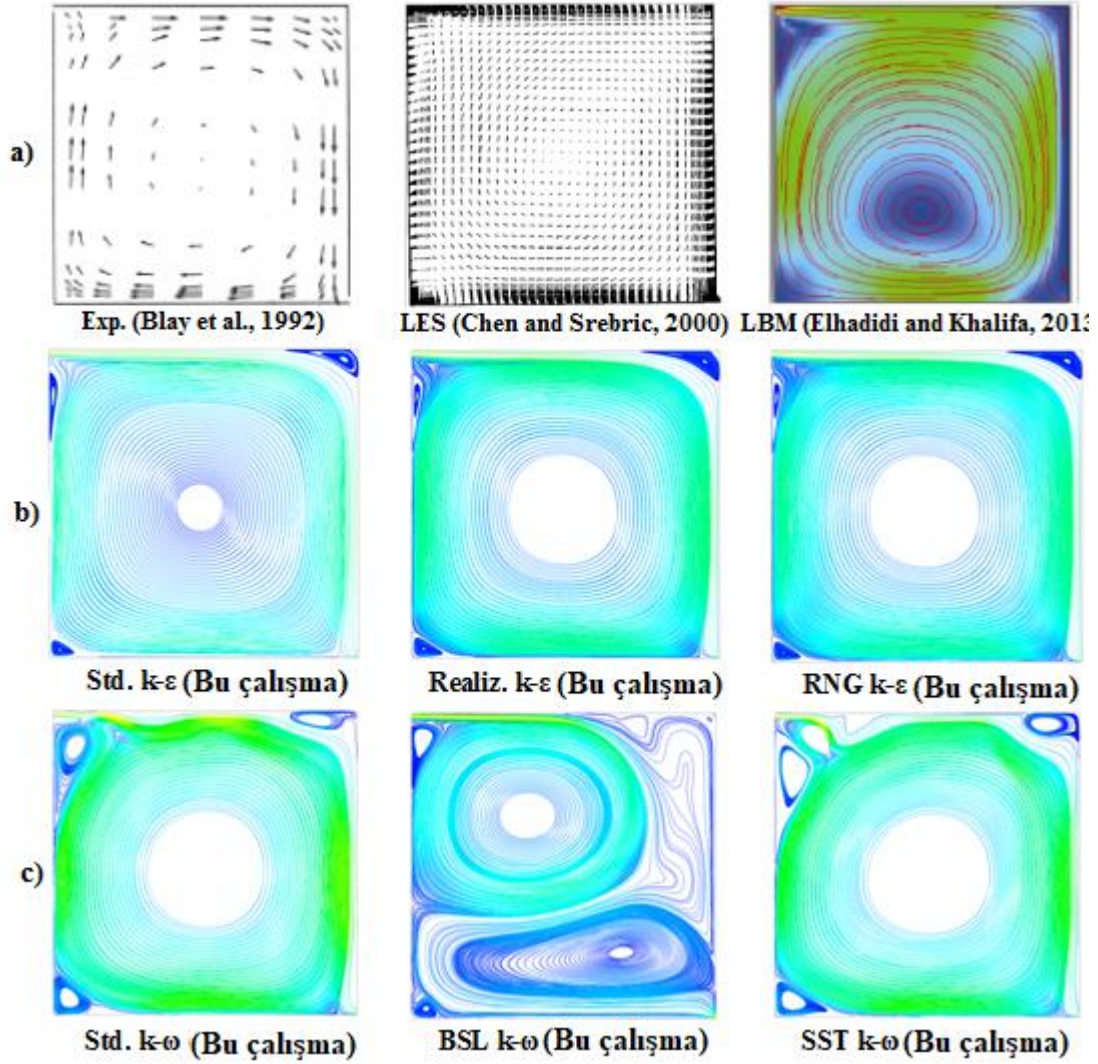 a)
Exp. (Blay et al., 1992)
LES (Chen and Srebric, 2000)
LBM (Elhadidi and Khalifa, 2013
b)
Std. k-ε (Bu çalışma)
Realiz. k-ε (Bu çalışma)
RNG k-ε (Bu çalışma)
c)
Std. k-ω (Bu çalışma)
BSL k-ω (Bu çalışma)
SST k-ω (Bu çalışma)